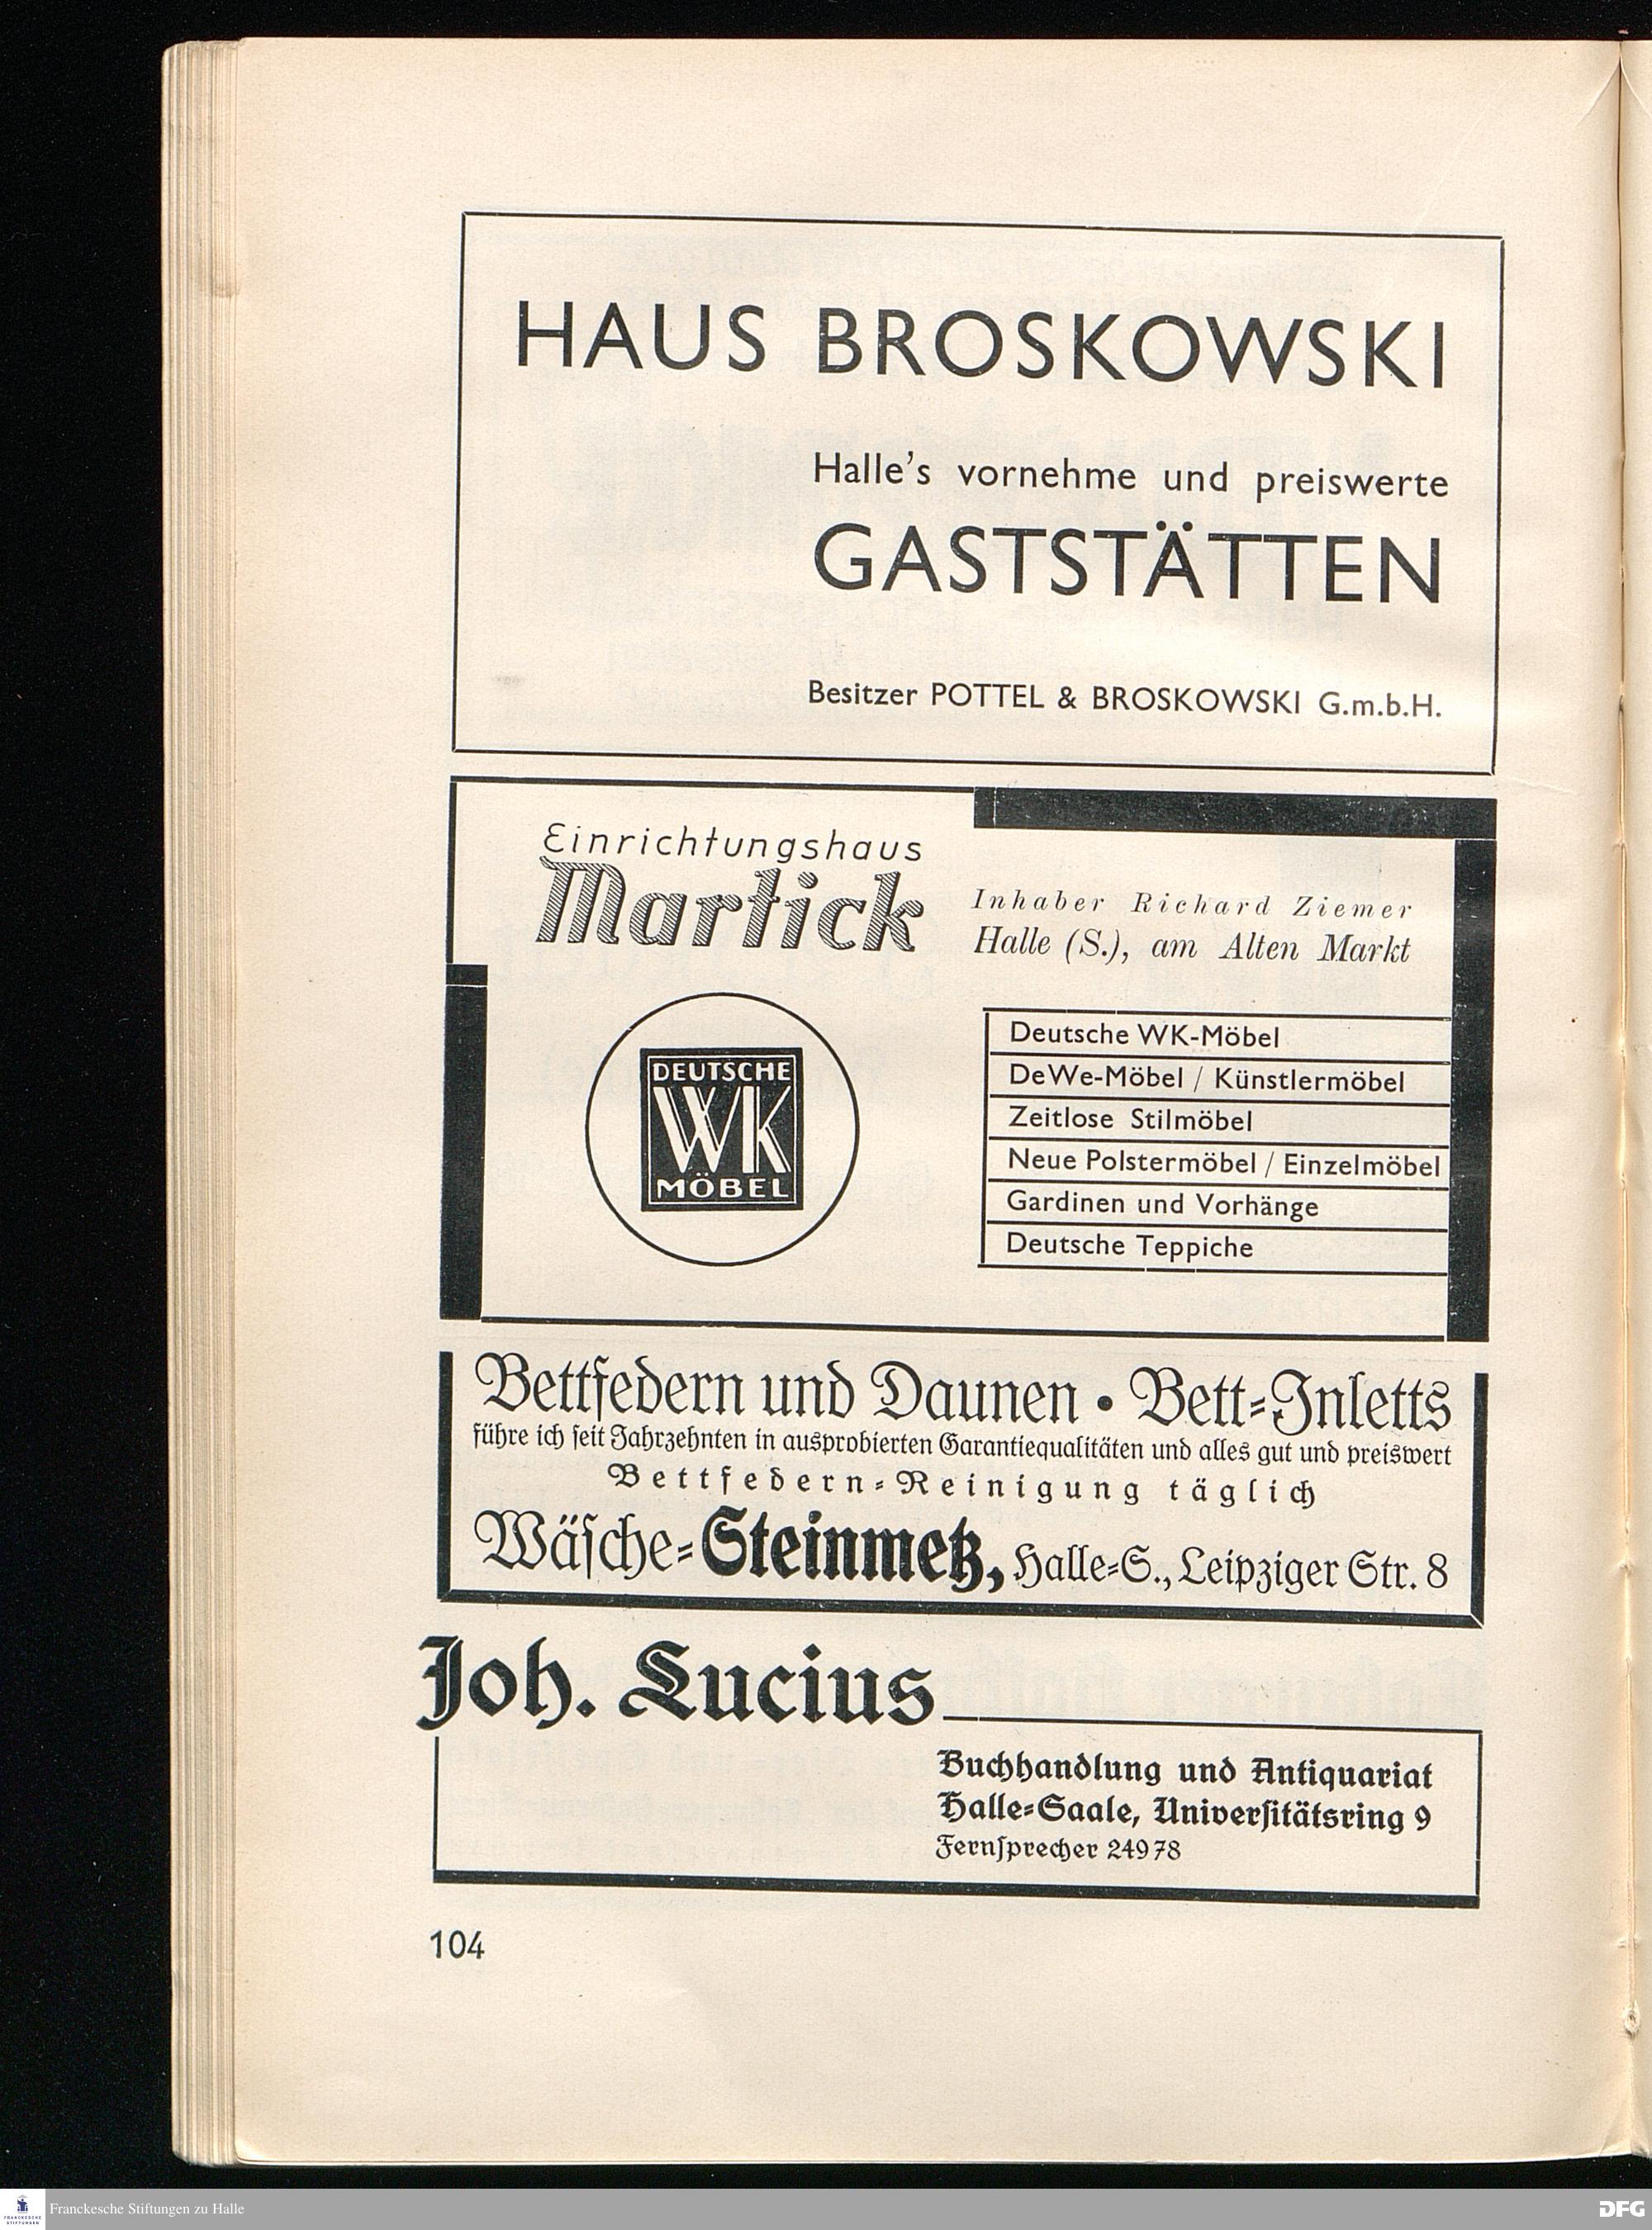 HAUS BROSKOWSKI
Halle's vornehme und preiswerte
GASTSTÄTTEN
Besitzer POTTEL & BROSKOWSKI G.m.b.H.
Einrichtungshaus
Martick
Inhaber Richard Ziemer
Halle (S.), am Alten Markt
DEUTSCHE
WK
MÖBEL
Deutsche WK-Möbel
DeWe-Möbel / Künstlermöbel
Zeitlose Stilmöbel
Neue Polstermöbel / Einzelmöbel
Gardinen und Vorhänge
Deutsche Teppiche
Bettfedern und Daunen • Bett-Inletts
führe ich ſeit Jahrzehnten in ausprobierten Garantiequalitäten und alles gut und preiswert
Bettfedern-Reinigung täglich
Wäſche-Steinmetz, Halle-S., Leipziger Str. 8
Joh. Lucius
Buchhandlung und Antiquariat
Halle-Saale, Univerſitätsring 9
Fernſprecher 24978
104
FRANCKESCHE
STIFTUNGEN
Franckesche Stiftungen zu Halle
DFG